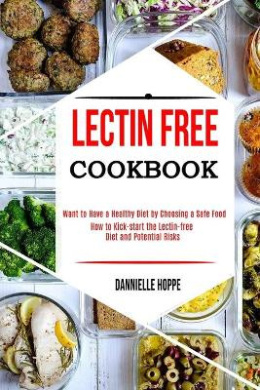 LECTIN FREE
COOKBOOK
Want to Have a Healthy Diet by Choosing a Safe Food
How to Kick-start the Lectin-free
Diet and Potential Risks
DANNIELLE HOPPE